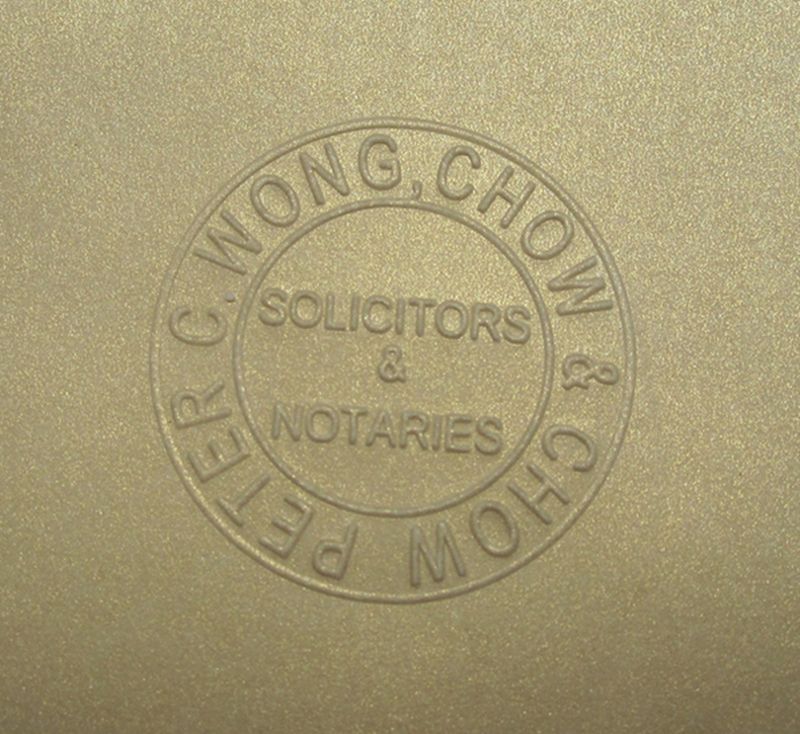 PETER C. WONG, CHOW & CHOW
SOLICITORS
&
NOTARIES